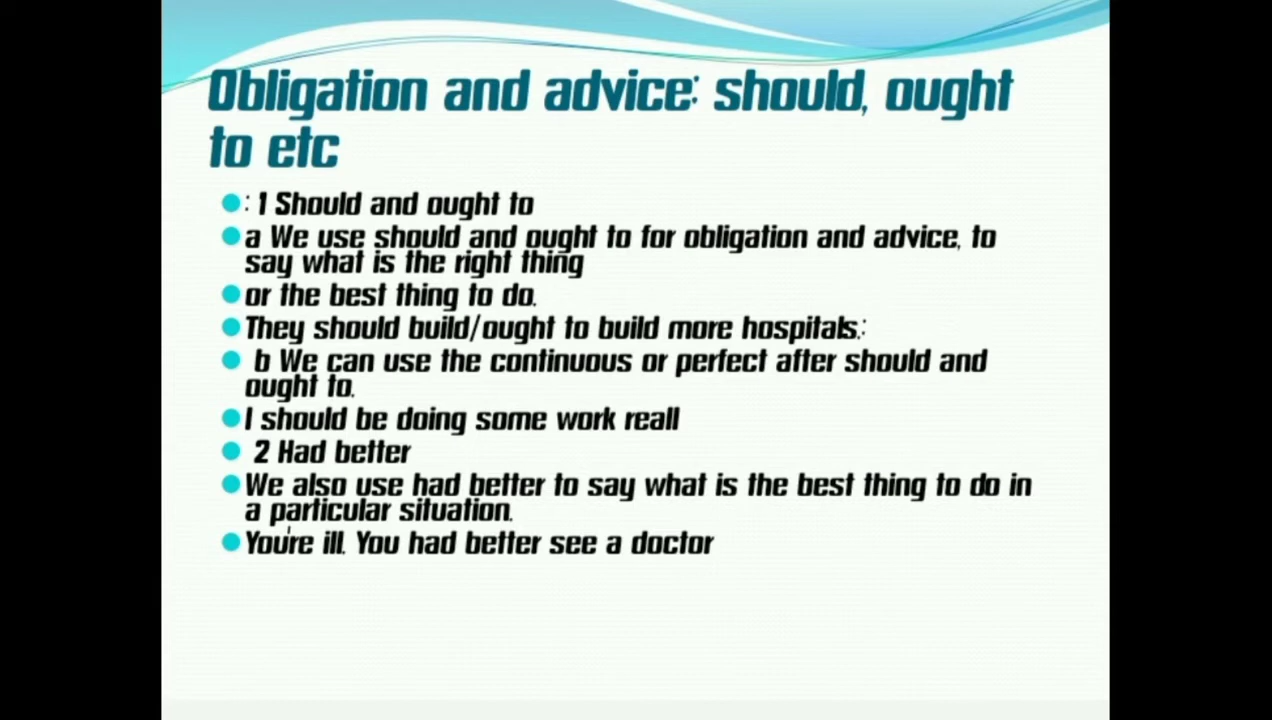 Obligation and advice: should, ought
to etc
: 1 Should and ought to
a We use should and ought to for obligation and advice, to
say what is the right thing
or the best thing to do.
They should build/ought to build more hospitals.:
b We can use the continuous or perfect after should and
ought to.
I should be doing some work reall
2 Had better
We also use had better to say what is the best thing to do in
a particular situation.
You're ill. You had better see a doctor